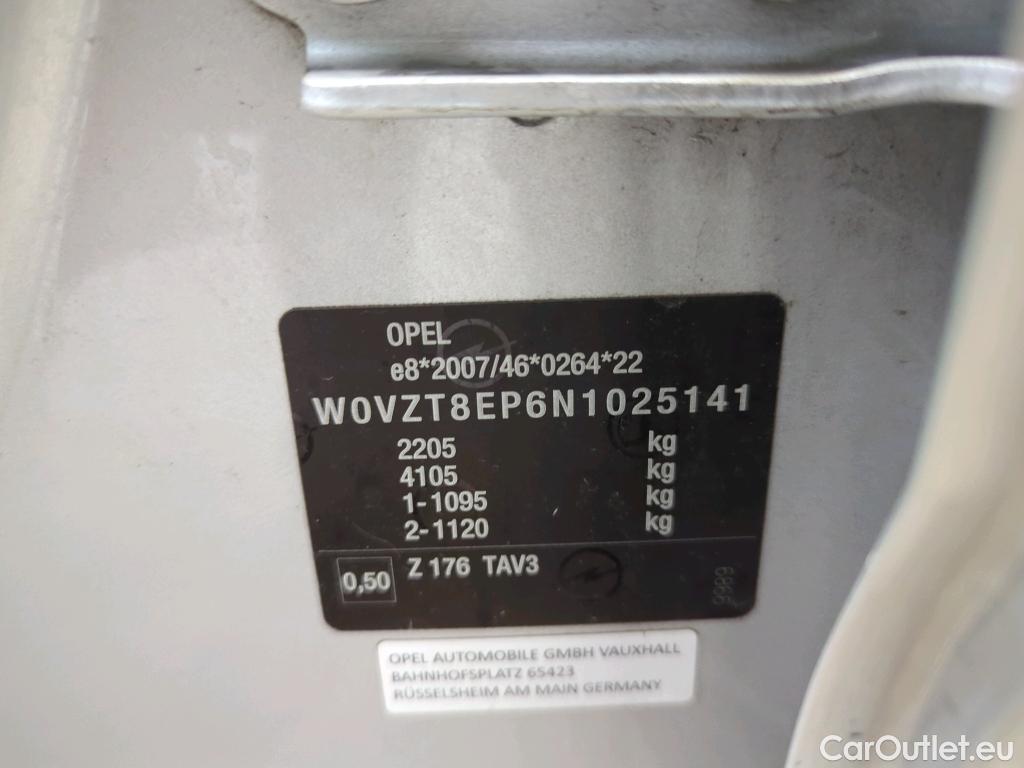 OPEL
e8*2007/46*0264*22
W0VZT8EP6N1025141
2205 kg
4105 kg
1-1095 kg
2-1120 kg
0,50 Z 176 TAV3
9989
OPEL AUTOMOBILE GMBH VAUXHALL
BAHNHOFSPLATZ 65423
RÜSSELSHEIM AM MAIN GERMANY
CarOutlet.eu